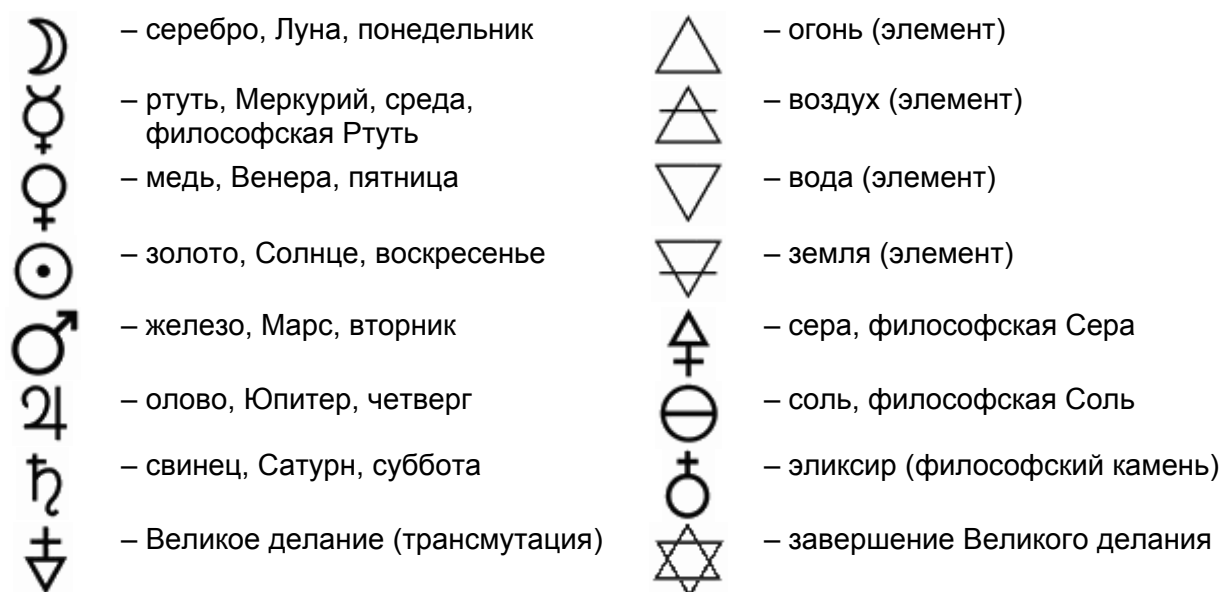 – серебро, Луна, понедельник
– ртуть, Меркурий, среда,
философская Ртуть
– медь, Венера, пятница
– золото, Солнце, воскресенье
– железо, Марс, вторник
– олово, Юпитер, четверг
– свинец, Сатурн, суббота
– Великое делание (трансмутация)
– огонь (элемент)
– воздух (элемент)
– вода (элемент)
– земля (элемент)
– сера, философская Сера
– соль, философская Соль
– эликсир (философский камень)
– завершение Великого делания